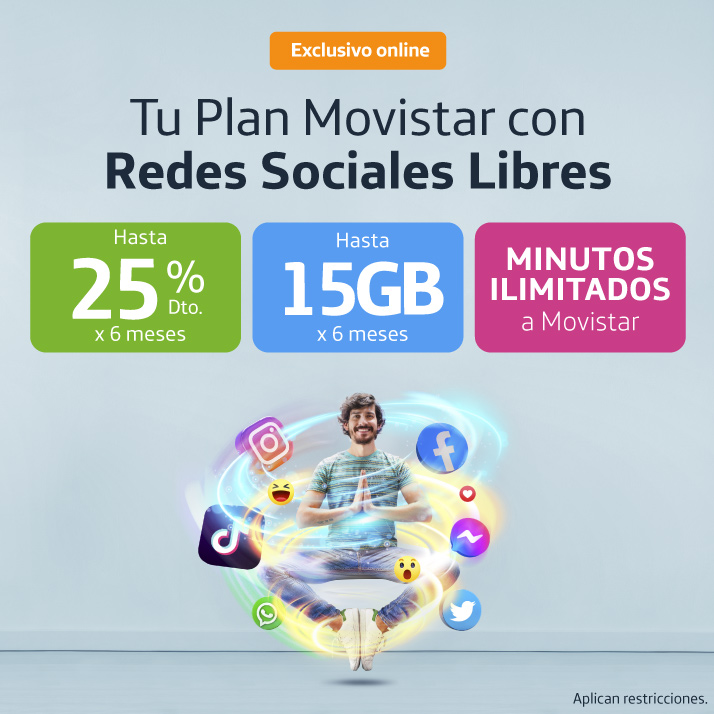 Exclusivo online
Tu Plan Movistar con
Redes Sociales Libres
Hasta
25%
Dto.
x 6 meses
Hasta
15GB
x 6 meses
MINUTOS
ILIMITADOS
a Movistar
Aplican restricciones.